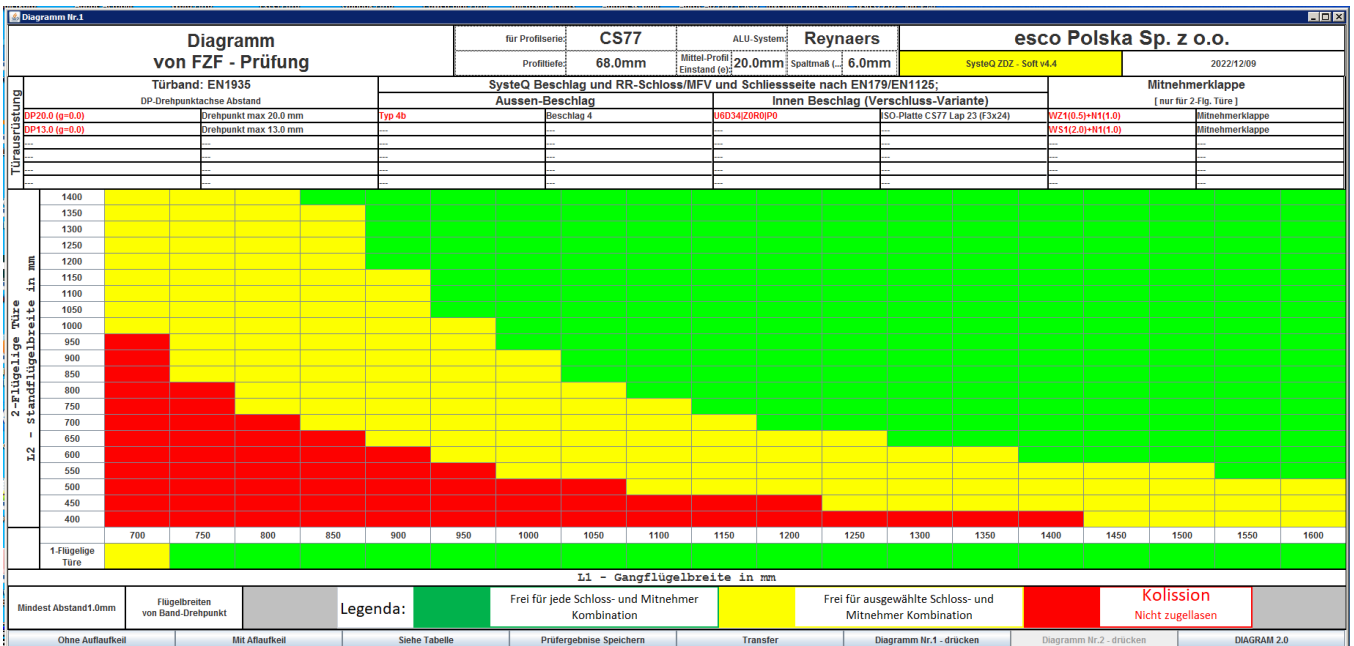 Diagramm Nr.1
Diagramm
von FZF - Prüfung
für Profilserie: CS77 ALU-System: Reynaers
esco Polska Sp. z o.o.
Profiltiefe: 68.0mm Mittel-Profil Einstand (e): 20.0mm Spaltmaß (... 6.0mm
SysteQ ZDZ - Soft v4.4 2022/12/09
Türausrüstung
Türband: EN1935
DP-Drehpunktachse Abstand
SysteQ Beschlag und RR-Schloss/MFV und Schliessseite nach EN179/EN1125;
Aussen-Beschlag Innen Beschlag (Verschluss-Variante)
Mitnehmerklappe
[ nur für 2-Flg. Türe ]
DP20.0 (g=0.0) Drehpunkt max 20.0 mm Typ 4b Beschlag 4 U6D34|Z0R0|P0 ISO-Platte CS77 Lap 23 (F3x24) WZ1(0.5)+N1(1.0) Mitnehmerklappe
DP13.0 (g=0.0) Drehpunkt max 13.0 mm --- --- --- --- WS1(2.0)+N1(1.0) Mitnehmerklappe
--- --- --- --- --- --- --- ---
--- --- --- --- --- --- --- ---
--- --- --- --- --- --- --- ---
--- --- --- --- --- --- --- ---
2-Flügelige Türe
L2 - Standflügelbreite in mm
1400
1350
1300
1250
1200
1150
1100
1050
1000
950
900
850
800
750
700
650
600
550
500
450
400
700 750 800 850 900 950 1000 1050 1100 1150 1200 1250 1300 1350 1400 1450 1500 1550 1600
1-Flügelige
Türe
L1 - Gangflügelbreite in mm
Mindest Abstand1.0mm
Flügelbreiten
von Band-Drehpunkt
Legenda:
Frei für jede Schloss- und Mitnehmer
Kombination
Frei für ausgewählte Schloss- und
Mitnehmer Kombination
Kolission
Nicht zugellasen
Ohne Auflaufkeil Mit Aflaufkeil Siehe Tabelle Prüfergebnise Speichern Transfer Diagramm Nr.1 - drücken Diagramm Nr.2 - drücken DIAGRAM 2.0